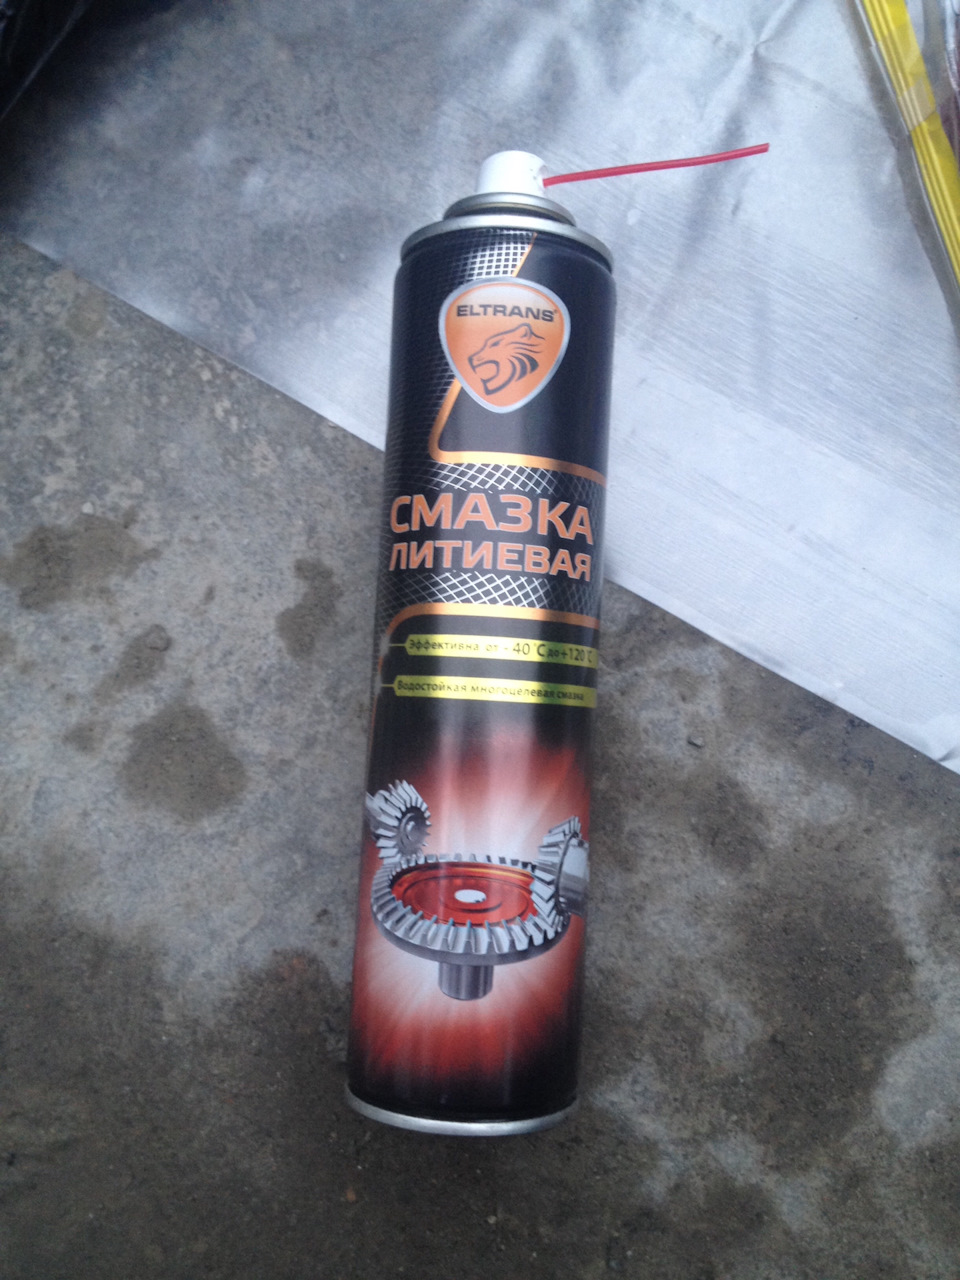 ELTRANS®
СМАЗКА
ЛИТИЕВАЯ
Эффективна от - 40 °C до +120 °C
Водостойкая многоцелевая смазка